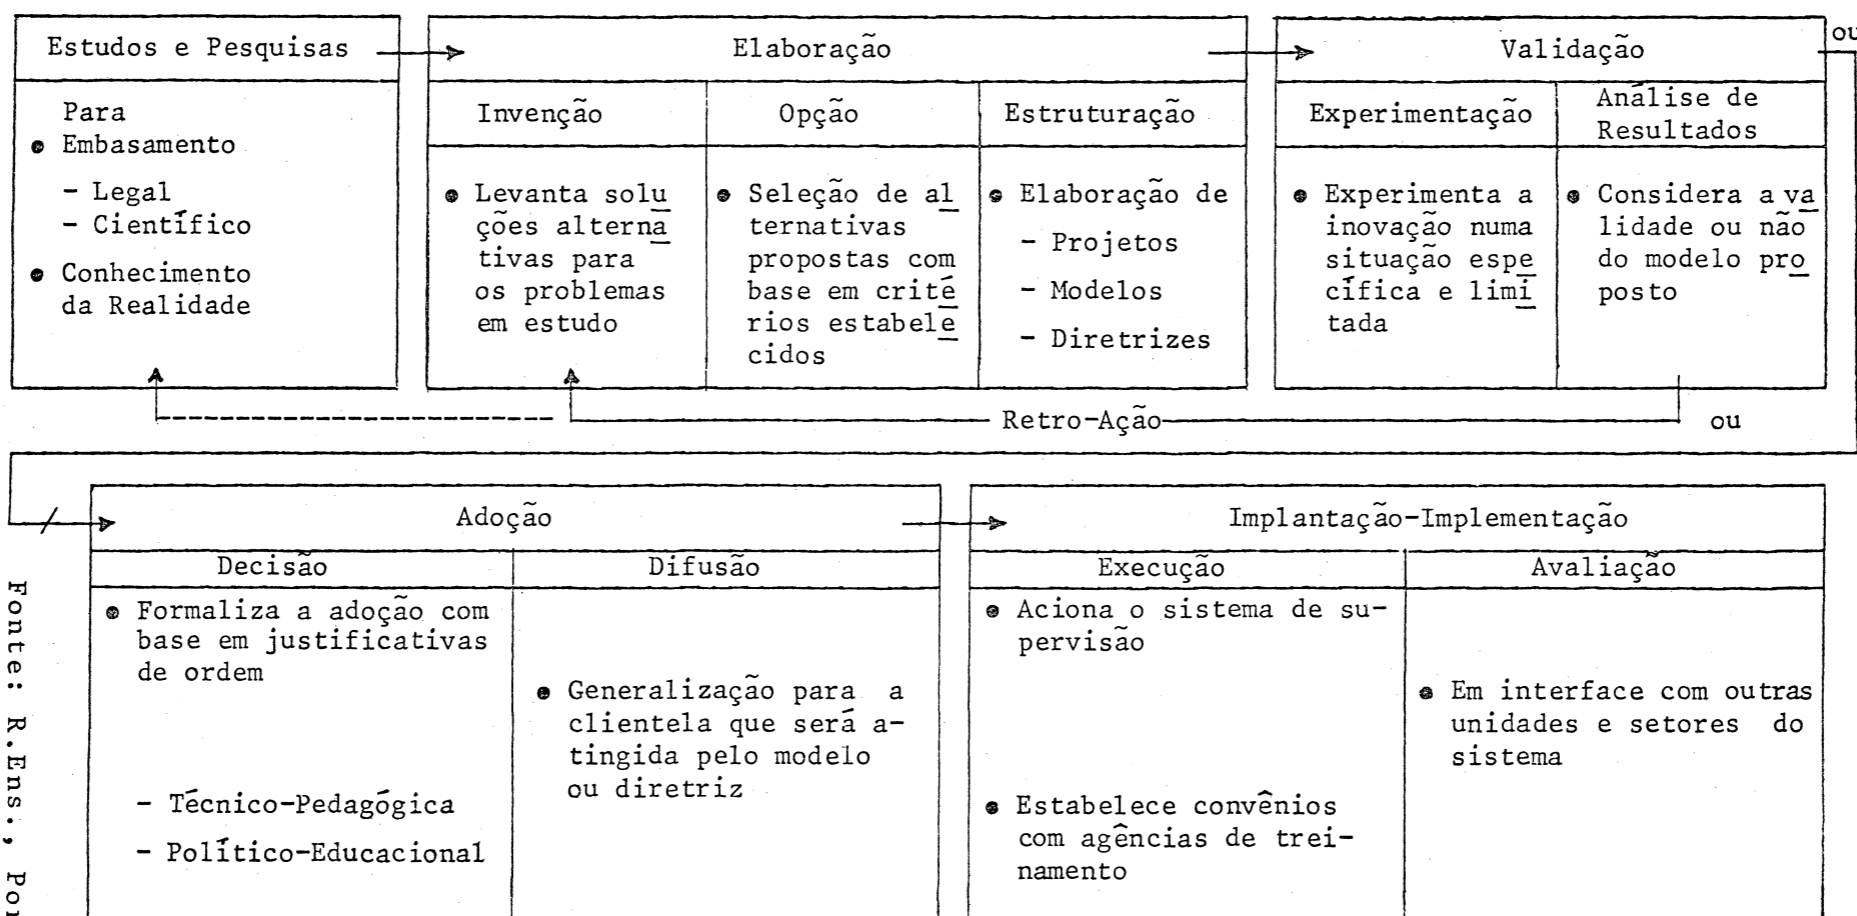 Estudos e Pesquisas
Para
● Embasamento
- Legal
- Científico
● Conhecimento
da Realidade
Elaboração
Invenção
● Levanta solu
ções alterna
tivas para
os problemas
em estudo
Opção
● Seleção de al
ternativas
propostas com
base em crité
rios estabele
cidos
Estruturação
● Elaboração de
- Projetos
- Modelos
- Diretrizes
Validação
Experimentação
● Experimenta a
inovação numa
situação espe
cífica e limi
tada
Análise de
Resultados
● Considera a va
lidade ou não
do modelo pro
posto
ou
Retro-Ação
ou
Adoção
Decisão
● Formaliza a adoção com
base em justificativas
de ordem
- Técnico-Pedagógica
- Político-Educacional
Difusão
● Generalização para a
clientela que será a-
tingida pelo modelo
ou diretriz
Implantação-Implementação
Execução
● Aciona o sistema de su-
pervisão
● Estabelece convênios
com agências de trei-
namento
Avaliação
● Em interface com outras
unidades e setores do
sistema
Fonte: R.Ens.,